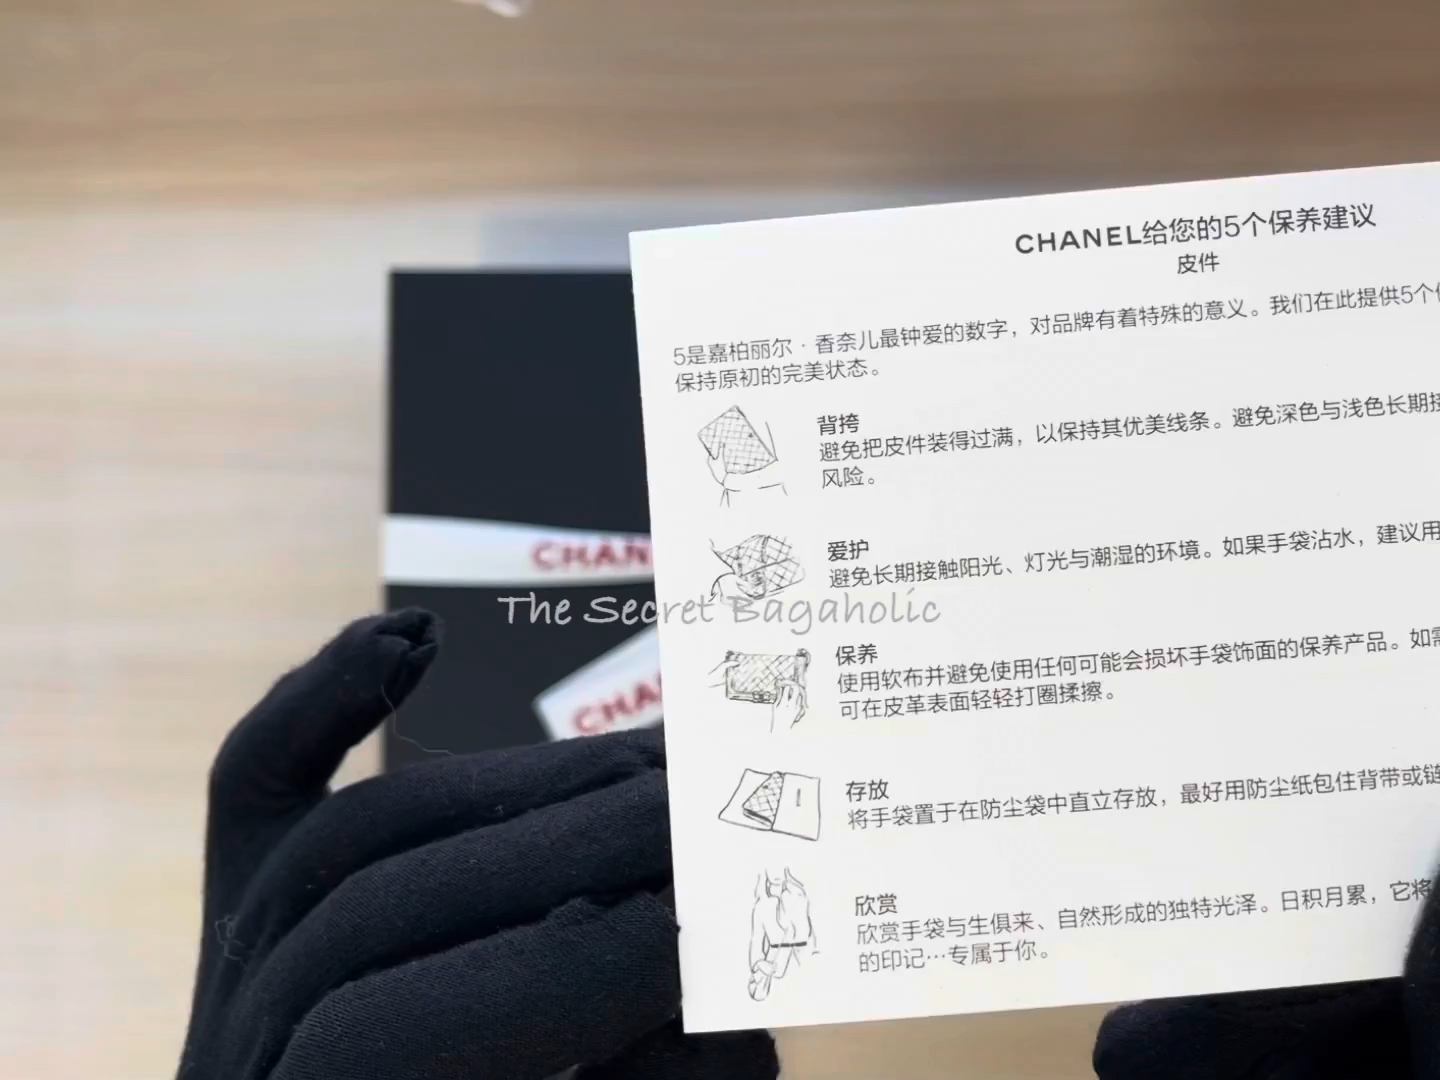 CHANEL给您的5个保养建议
皮件
5是嘉柏丽尔·香奈儿最钟爱的数字，对品牌有着特殊的意义。我们在此提供5个
保持原初的完美状态。
背挎
避免把皮件装得过满，以保持其优美线条。避免深色与浅色长期接
风险。
爱护
避免长期接触阳光、灯光与潮湿的环境。如果手袋沾水，建议用
保养
使用软布并避免使用任何可能会损坏手袋饰面的保养产品。如需
可在皮革表面轻轻打圈揉擦。
存放
将手袋置于在防尘袋中直立存放，最好用防尘纸包住背带或链
欣赏
欣赏手袋与生俱来、自然形成的独特光泽。日积月累，它将
的印记…专属于你。
CHAN
The Secret Bagaholic
CHA